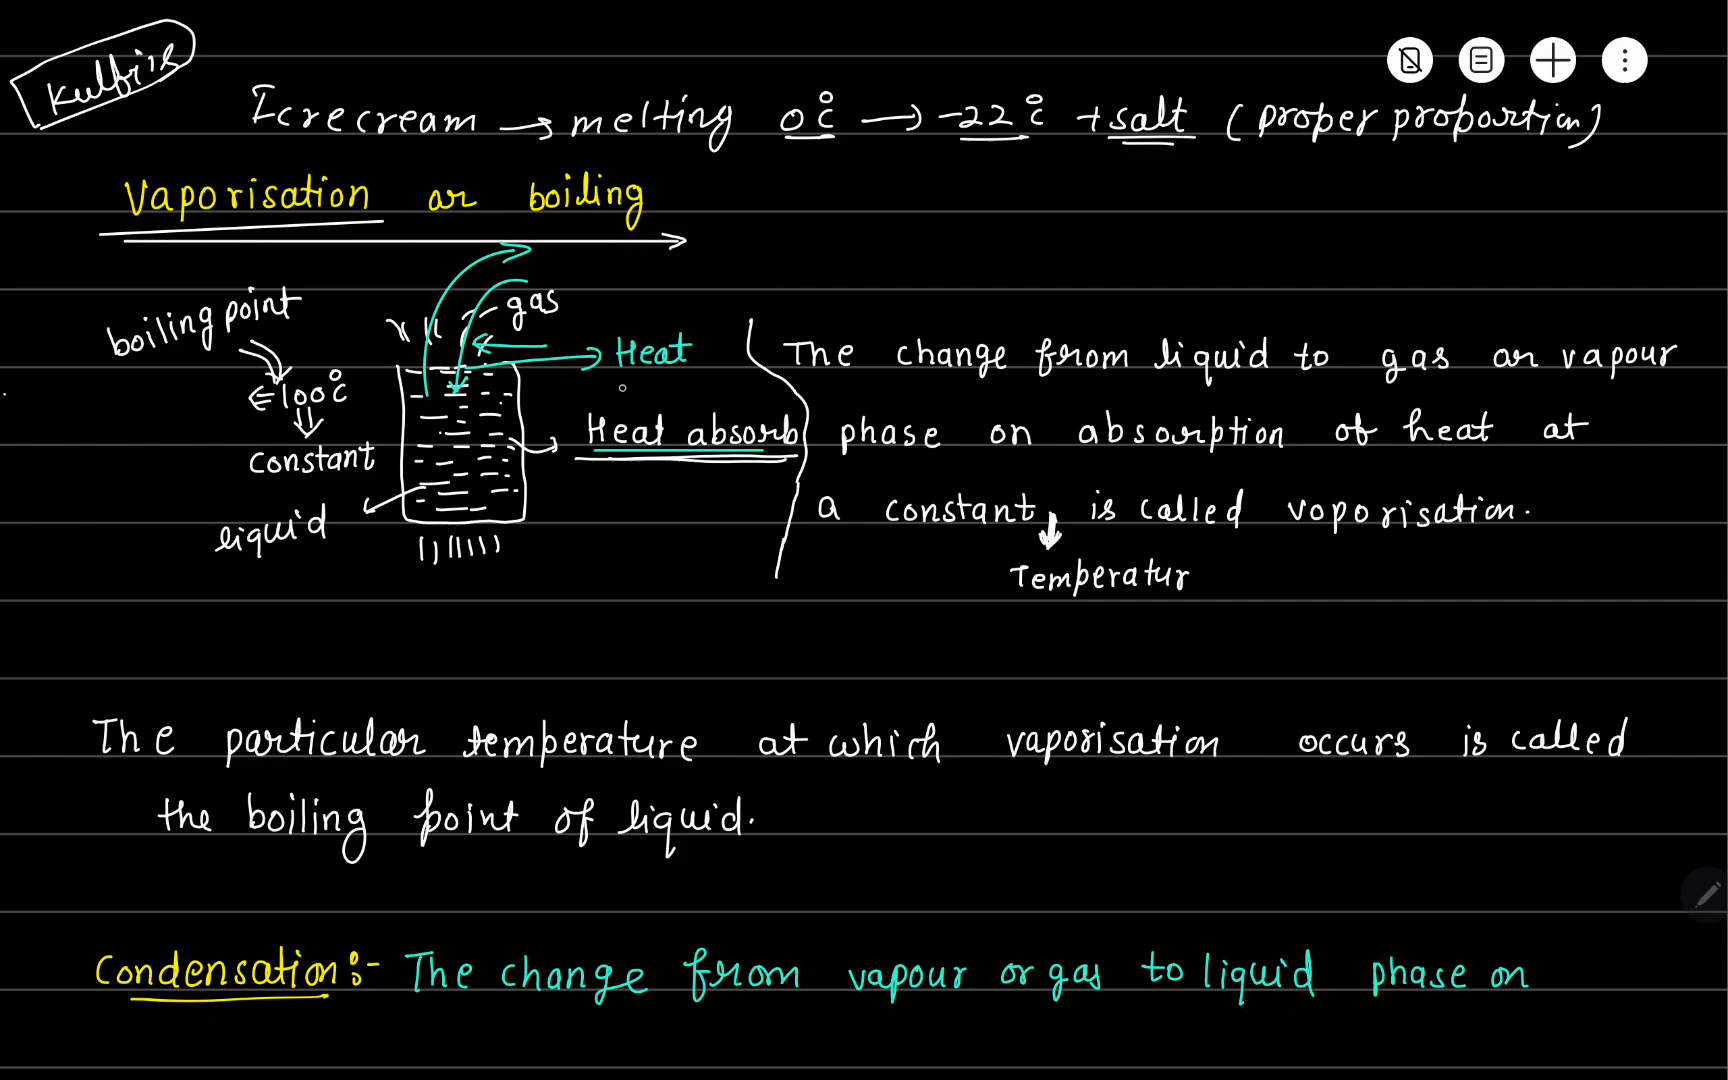 Kulfi is
Icrecream → melting 0°c → -22°c + salt (proper proportion)
Vaporisation or boiling
boiling point
gas
Heat
100°c
constant
liquid
Heat absorb
The change from liquid to gas or vapour
phase on absorption of heat at
a constant is called voporisation.
Temperatur
The particular temperature at which vaporisation occurs is called
the boiling point of liquid.
Condensation:- The change from vapour or gas to liquid phase on